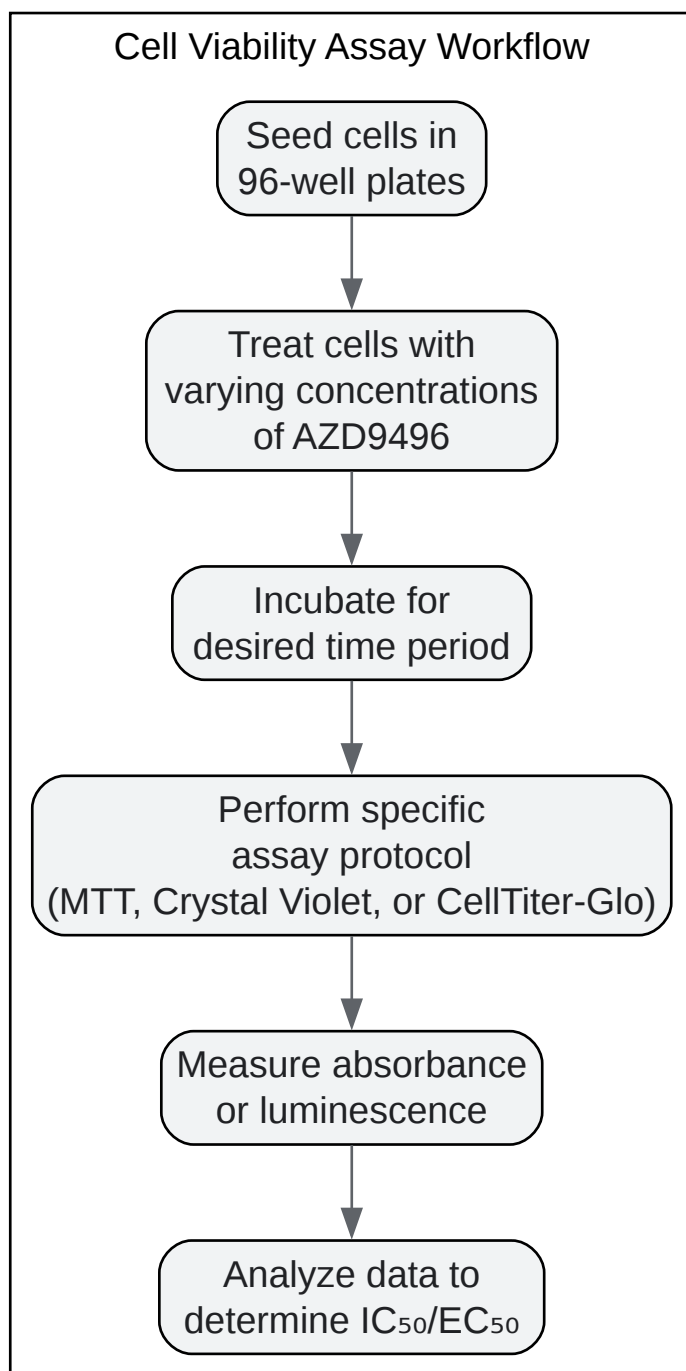 Cell Viability Assay Workflow
Seed cells in
96-well plates
Treat cells with
varying concentrations
of AZD9496
Incubate for
desired time period
Perform specific
assay protocol
(MTT, Crystal Violet, or CellTiter-Glo)
Measure absorbance
or luminescence
Analyze data to
determine IC₅₀/EC₅₀